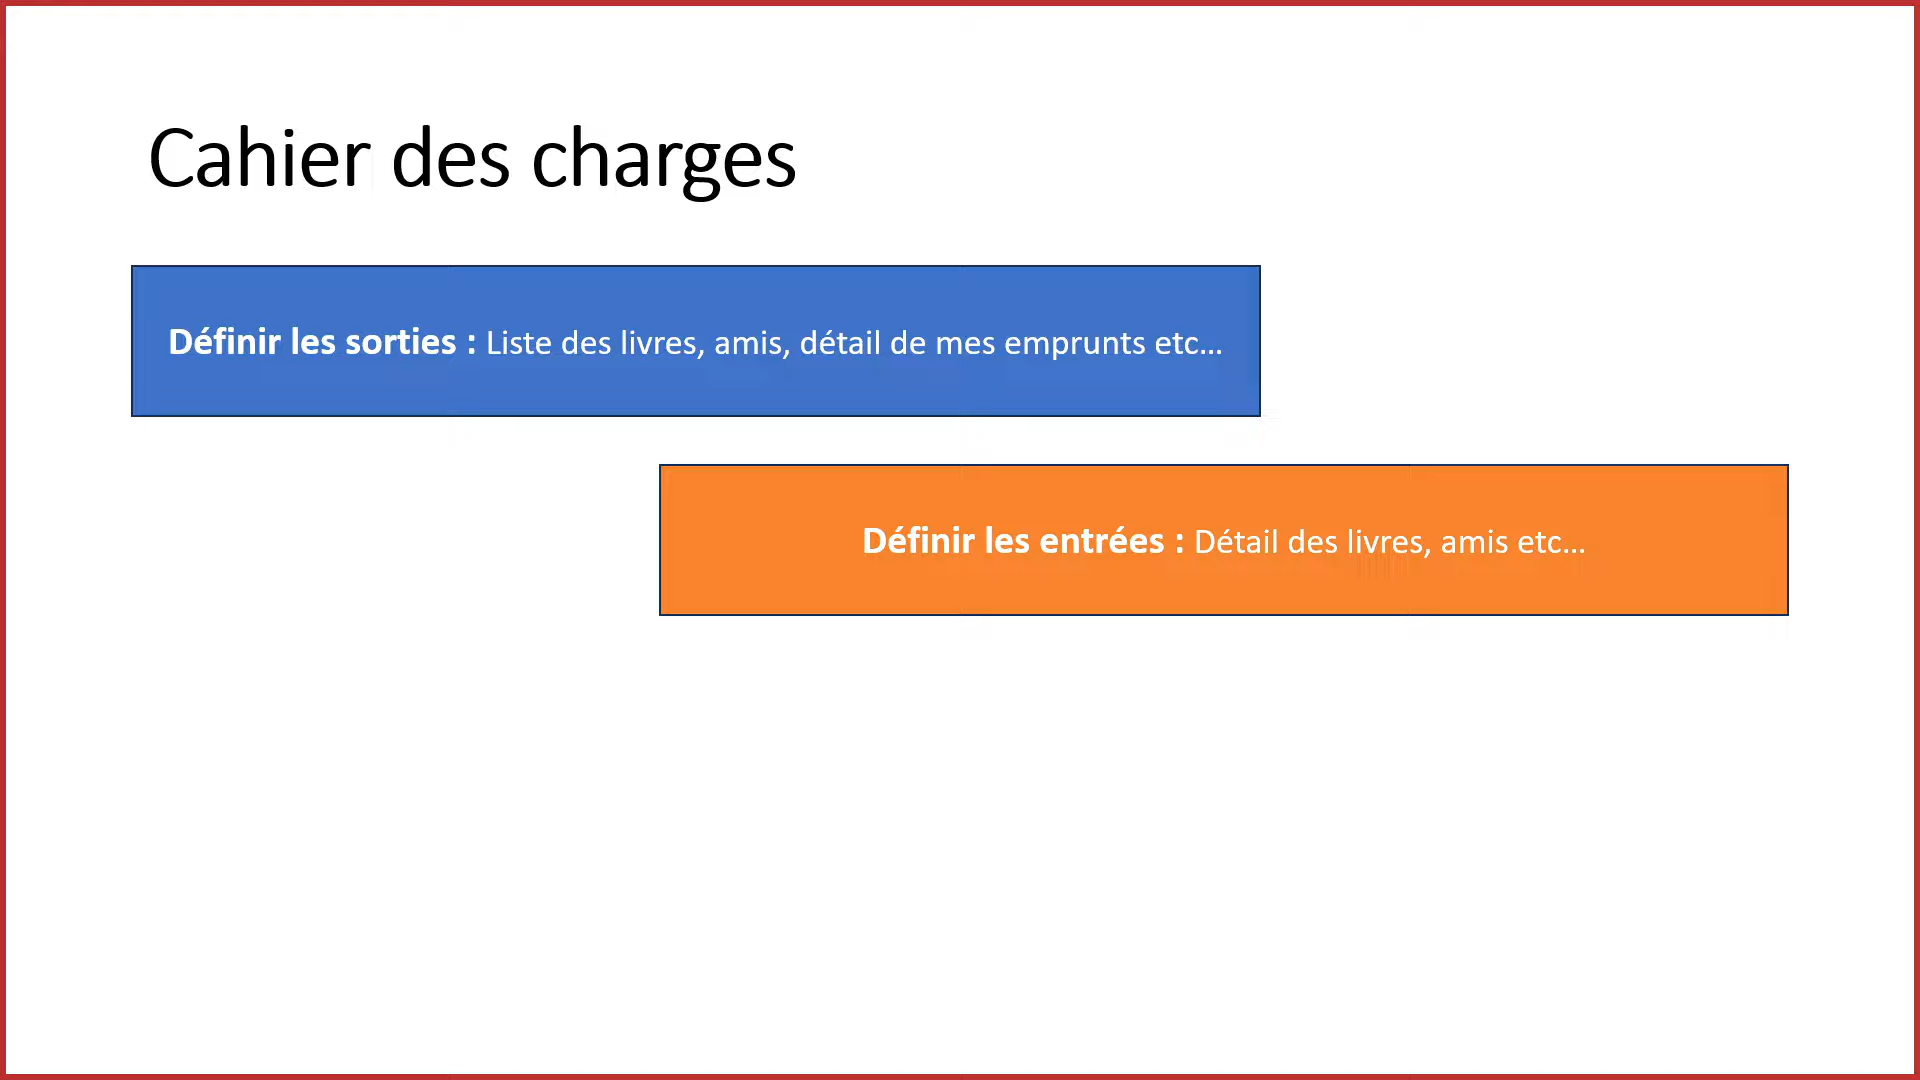 Cahier des charges
Définir les sorties : Liste des livres, amis, détail de mes emprunts etc...
Définir les entrées : Détail des livres, amis etc...